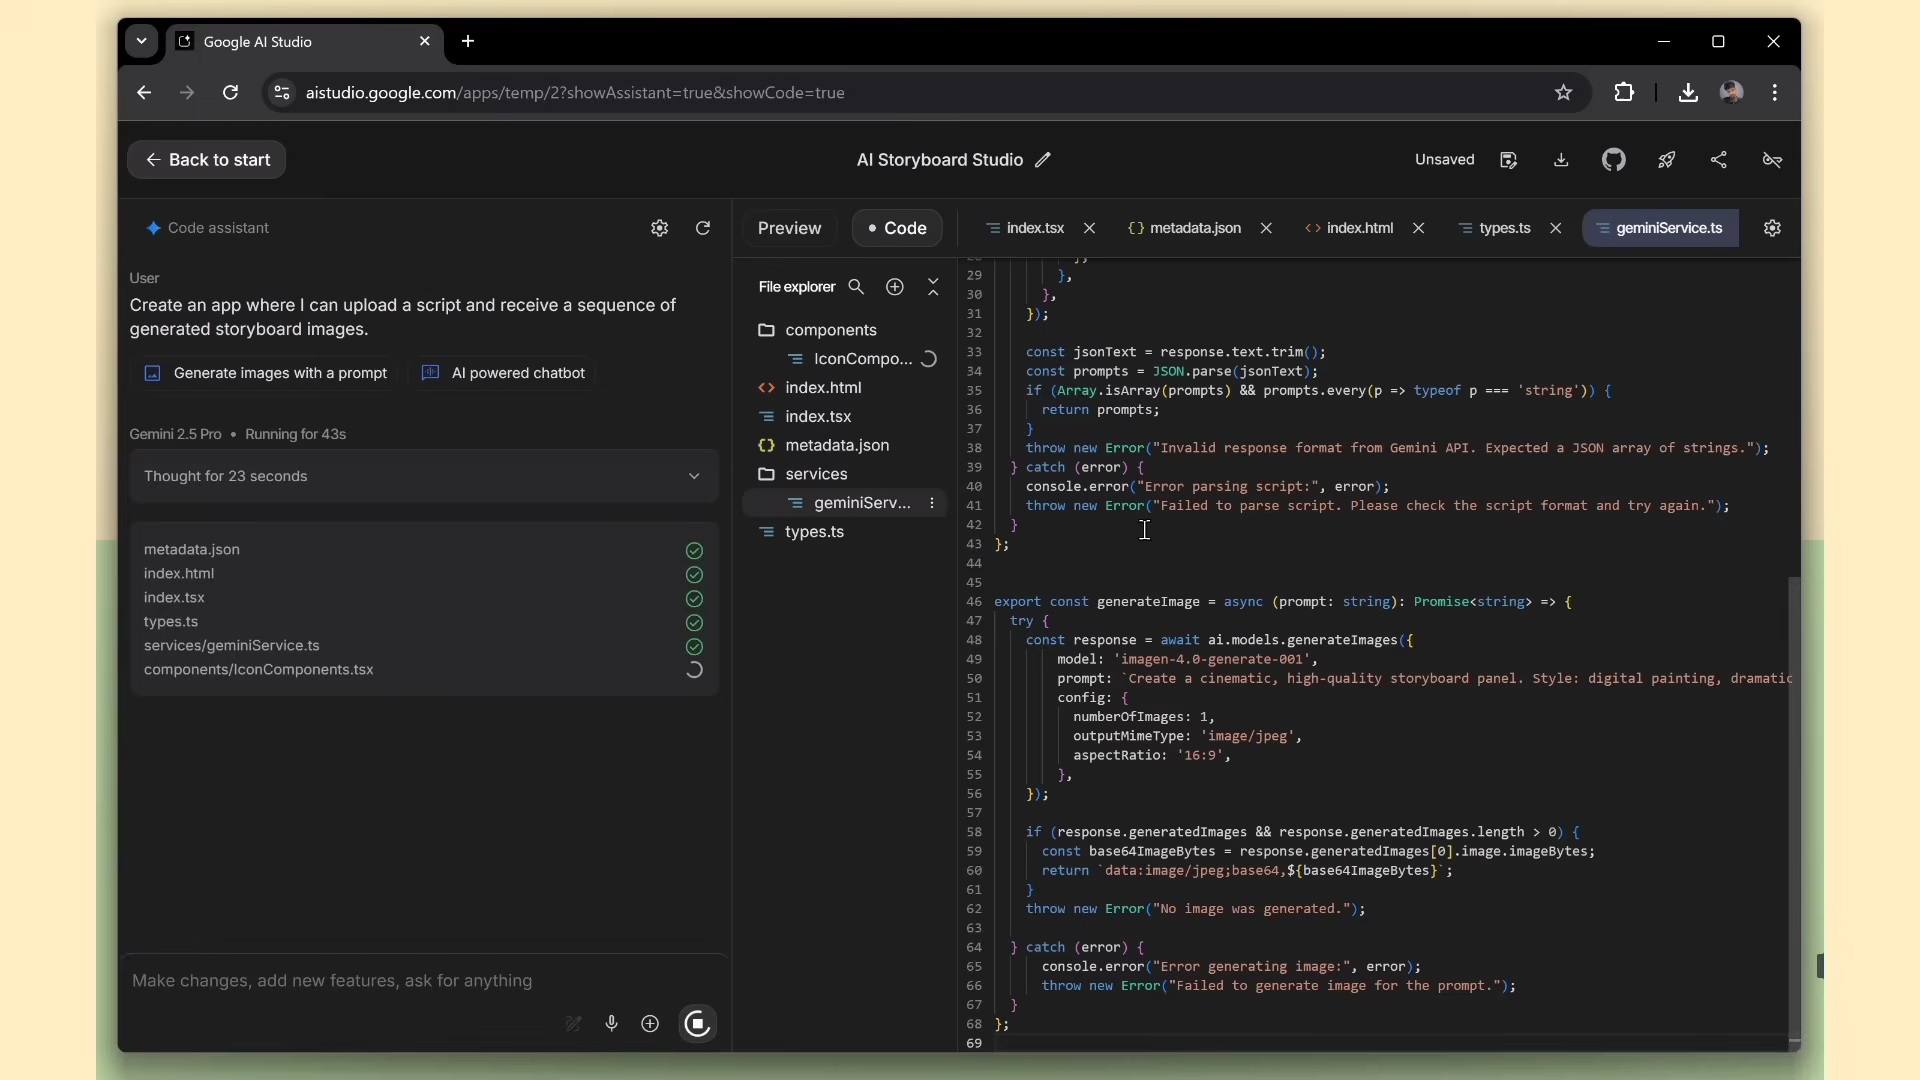 Google AI Studio
aistudio.google.com/apps/temp/2?showAssistant=true&showCode=true
Back to start
AI Storyboard Studio
Unsaved
Code assistant
Preview
Code
index.tsx
{} metadata.json
<> index.html
types.ts
geminiService.ts
User
Create an app where I can upload a script and receive a sequence of
generated storyboard images.
Generate images with a prompt
AI powered chatbot
Gemini 2.5 Pro • Running for 43s
Thought for 23 seconds
metadata.json
index.html
index.tsx
types.ts
services/geminiService.ts
components/IconComponents.tsx
Make changes, add new features, ask for anything
File explorer
components
IconCompo...
<> index.html
index.tsx
{} metadata.json
services
geminiServ...
types.ts
29 },
30 },
31 });
32
33 const jsonText = response.text.trim();
34 const prompts = JSON.parse(jsonText);
35 if (Array.isArray(prompts) && prompts.every(p => typeof p === 'string')) {
36 return prompts;
37 }
38 throw new Error("Invalid response format from Gemini API. Expected a JSON array of strings.");
39 } catch (error) {
40 console.error("Error parsing script:", error);
41 throw new Error("Failed to parse script. Please check the script format and try again.");
42 }
43 };
44
45
46 export const generateImage = async (prompt: string): Promise<string> => {
47 try {
48 const response = await ai.models.generateImages({
49 model: 'imagen-4.0-generate-001',
50 prompt: `Create a cinematic, high-quality storyboard panel. Style: digital painting, dramatic
51 config: {
52 numberOfImages: 1,
53 outputMimeType: 'image/jpeg',
54 aspectRatio: '16:9',
55 },
56 });
57
58 if (response.generatedImages && response.generatedImages.length > 0) {
59 const base64ImageBytes = response.generatedImages[0].image.imageBytes;
60 return `data:image/jpeg;base64,${base64ImageBytes}`;
61 }
62 throw new Error("No image was generated.");
63
64 } catch (error) {
65 console.error("Error generating image:", error);
66 throw new Error("Failed to generate image for the prompt.");
67 }
68 };
69